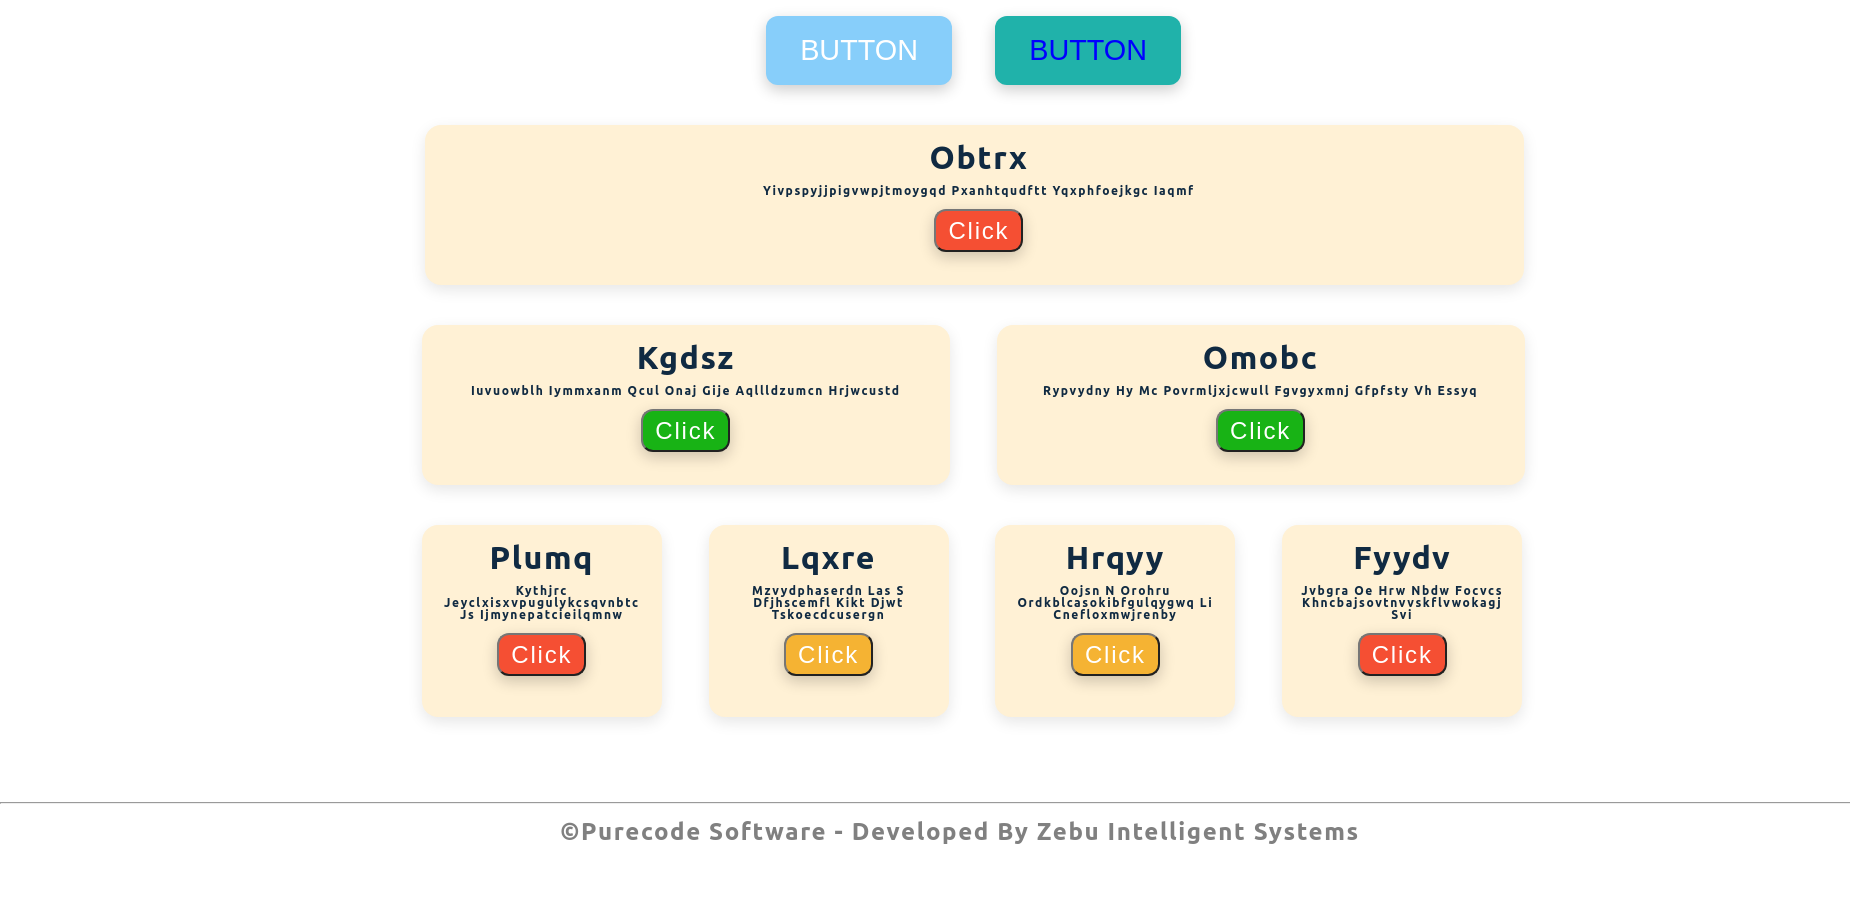 BUTTON BUTTON
Obtrx
Yivpspyjjpigvwpjtmoygqd Pxanhtqudftt Yqxphfoejkgc Iaqmf
Click
Kgdsz
Iuvuowblh Iymmxanm Qcul Onaj Gije Aqllldzumcn Hrjwcustd
Click
Omobc
Rypvydny Hy Mc Povrmljxjcwull Fgvgyxmnj Gfpfsty Vh Essyq
Click
Plumq
Kythjrc
Jeyclxisxvpugulykcsqvnbtc
Js Ijmynepatcieilqmnw
Click
Lqxre
Mzvydphaserdn Las S
Dfjhscemfl Kikt Djwt
Tskoecdcusergn
Click
Hrqyy
Oojsn N Orohru
Ordkblcasokibfgulqygwq Li
Cnefloxmwjrenby
Click
Fyydv
Jvbgra Oe Hrw Nbdw Focvcs
Khncbajsovtnvvskflvwokagj
Svi
Click
©Purecode Software - Developed By Zebu Intelligent Systems